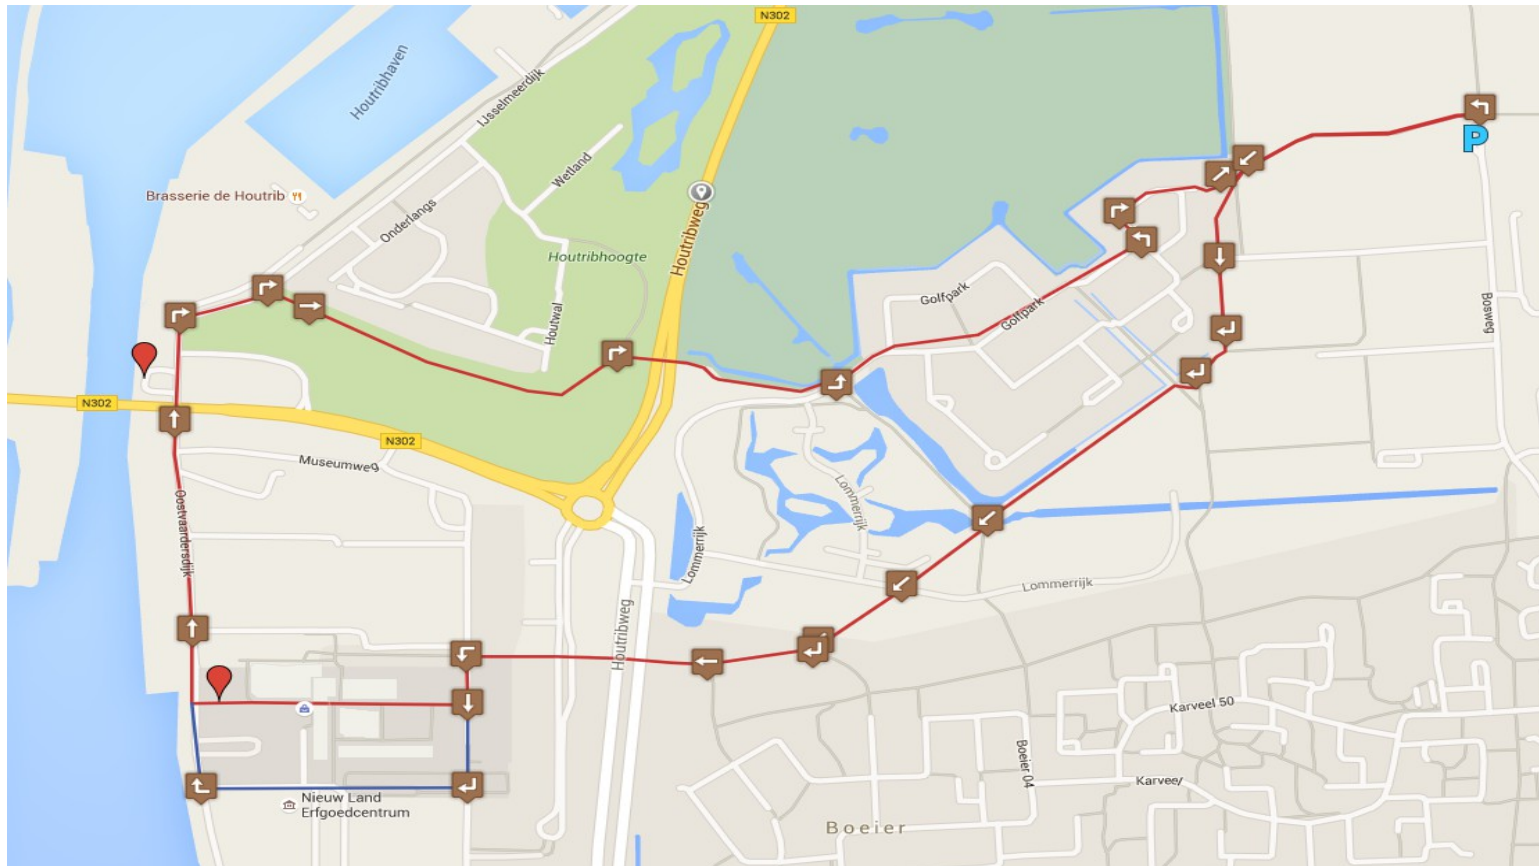 N302
Houtribhaven
IJsselmeerdijk
Wetland
Brasserie de Houtrib
Onderlangs
Houtribweg
P
Houtribhoogte
Golfpark
Golfpark
Bosweg
Houtwal
N302
N302
Museumweg
Oostvaardersdijk
Lommerrijk
Lommerrijk
Lommerrijk
Houtribweg
Karveel 50
Boeier 04
Karvee
Nieuw Land
Erfgoedcentrum
Boeier